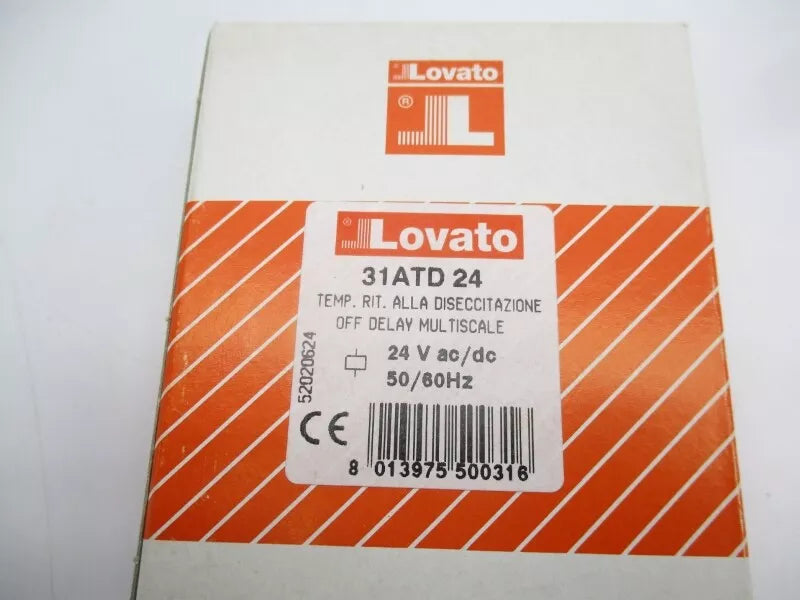 Lovato
®
L
® Lovato
31ATD 24
TEMP. RIT. ALLA DISECCITAZIONE
OFF DELAY MULTISCALE
24 V ac/dc
50/60Hz
52020624
CE
8 013975 500316